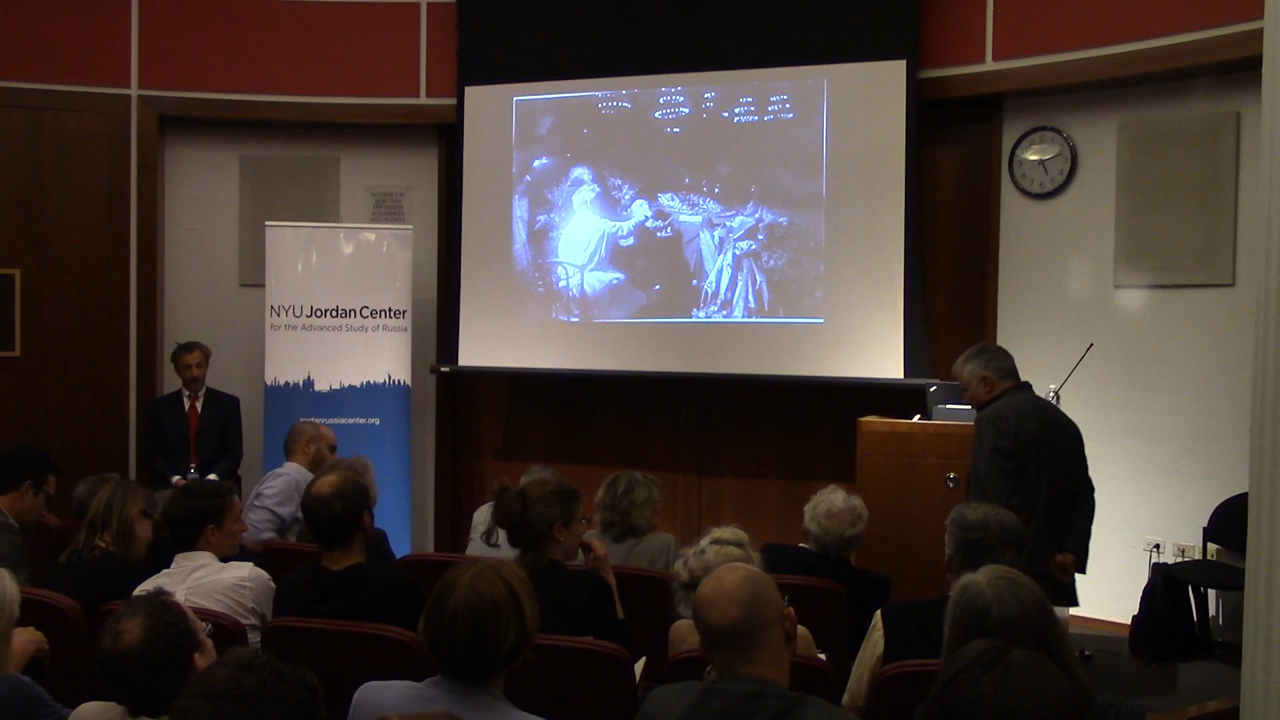 NYU Jordan Center
for the Advanced Study of Russia
jordanrussiacenter.org